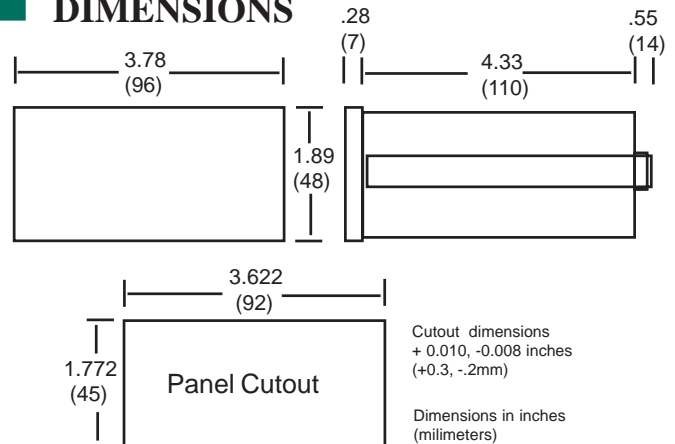 DIMENSIONS
.28
(7)
.55
(14)
3.78
(96)
4.33
(110)
1.89
(48)
3.622
(92)
1.772
(45)
Panel Cutout
Cutout dimensions
+ 0.010, -0.008 inches
(+0.3, -.2mm)
Dimensions in inches
(milimeters)